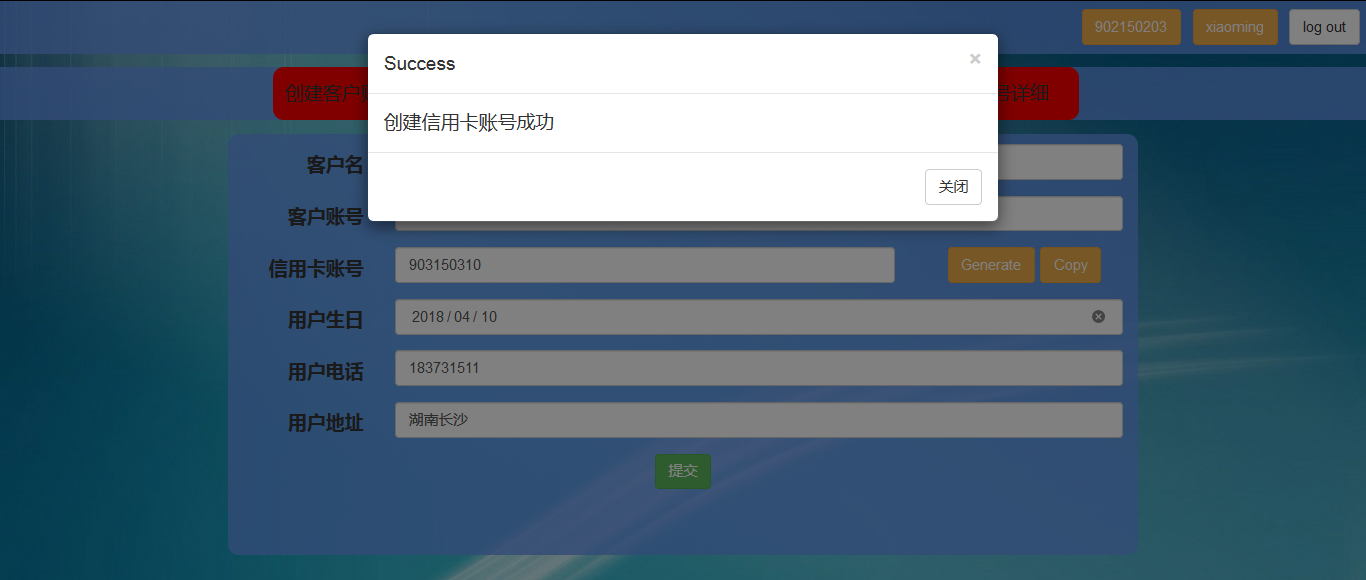 902150203 xiaoming log out
Success ×
创建客户
号详细
创建信用卡账号成功
关闭
客户名
客户账号
信用卡账号 903150310 Generate Copy
用户生日 2018 / 04 / 10
用户电话 183731511
用户地址 湖南长沙
提交